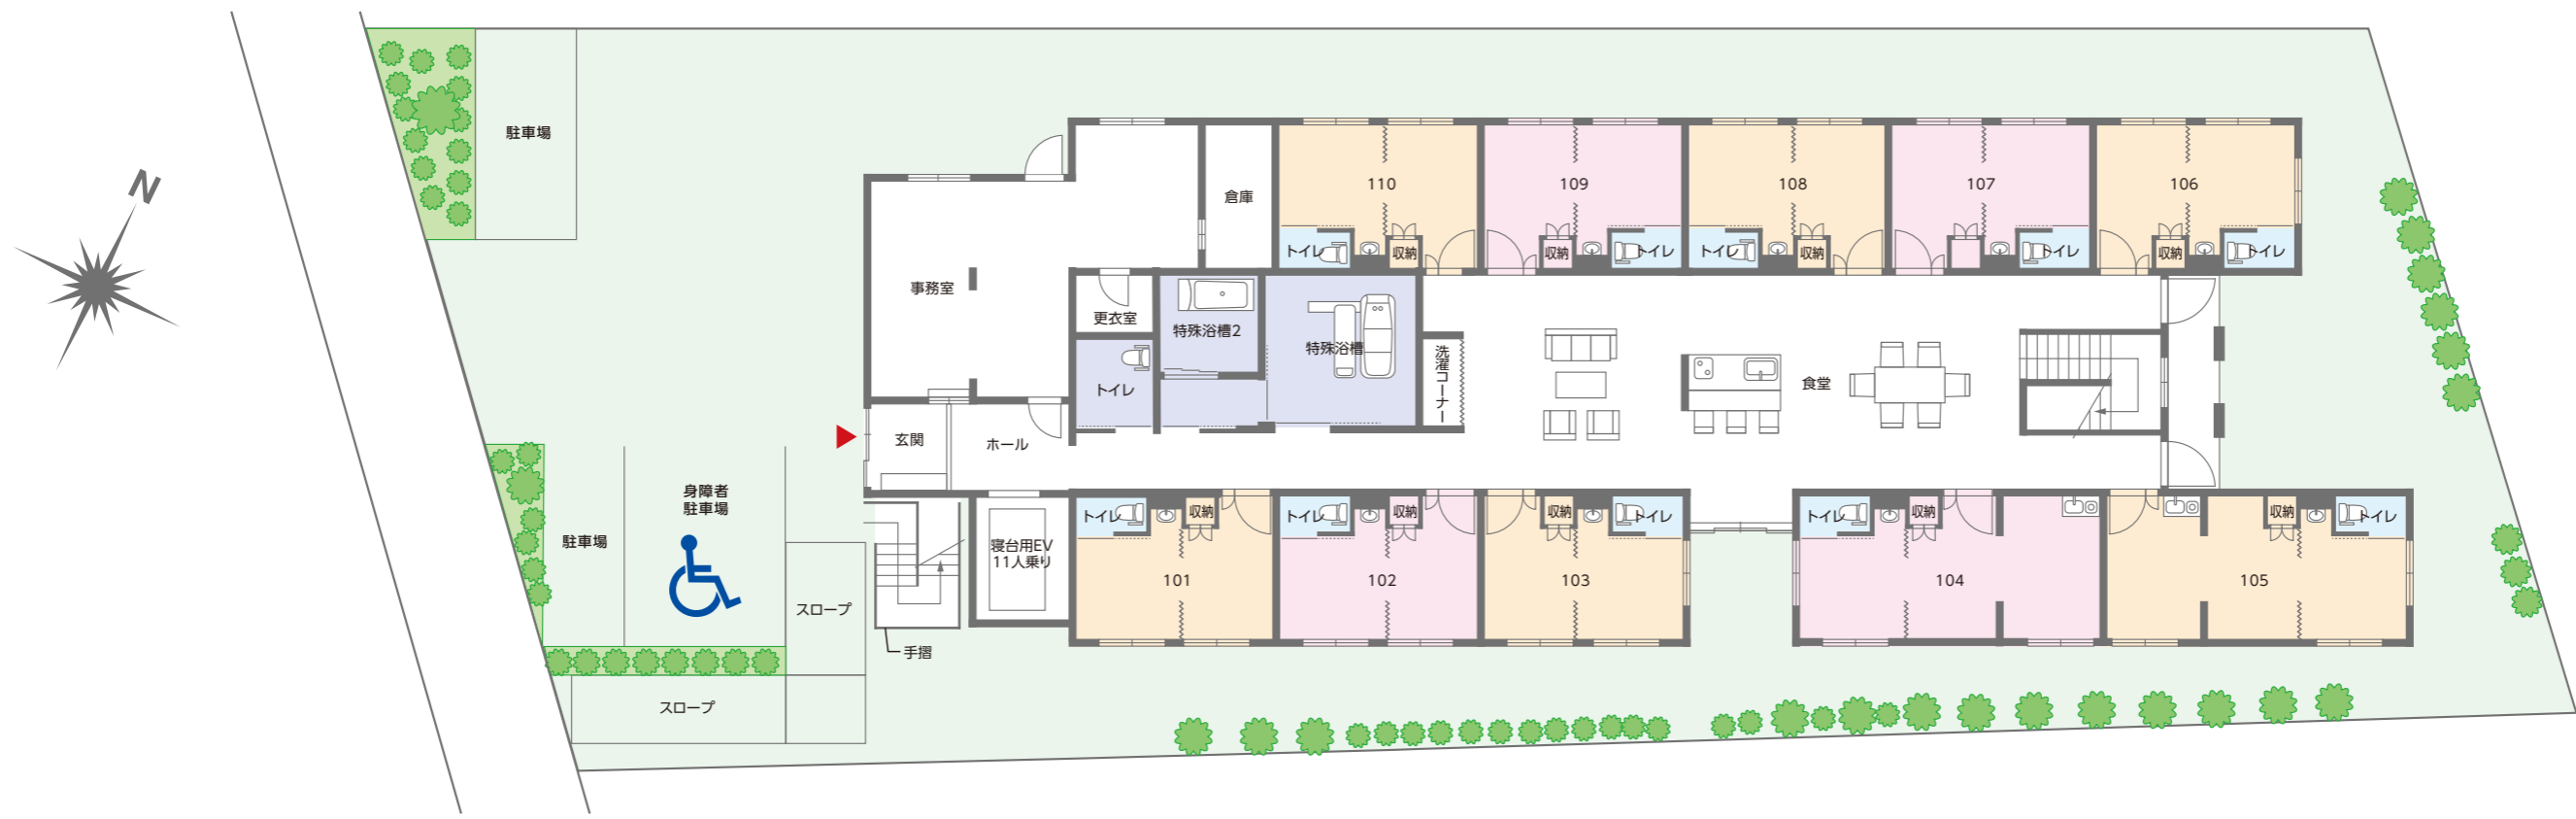 N
駐車場
倉庫
110
109
108
107
106
トイレ
収納
収納
トイレ
トイレ
収納
トイレ
収納
トイレ
事務室
更衣室
特殊浴槽2
特殊浴槽
洗濯コーナー
食堂
トイレ
玄関
ホール
駐車場
身障者
駐車場
スロープ
スロープ
手摺
寝台用EV
11人乗り
トイレ
収納
トイレ
収納
収納
トイレ
トイレ
収納
収納
トイレ
101
102
103
104
105